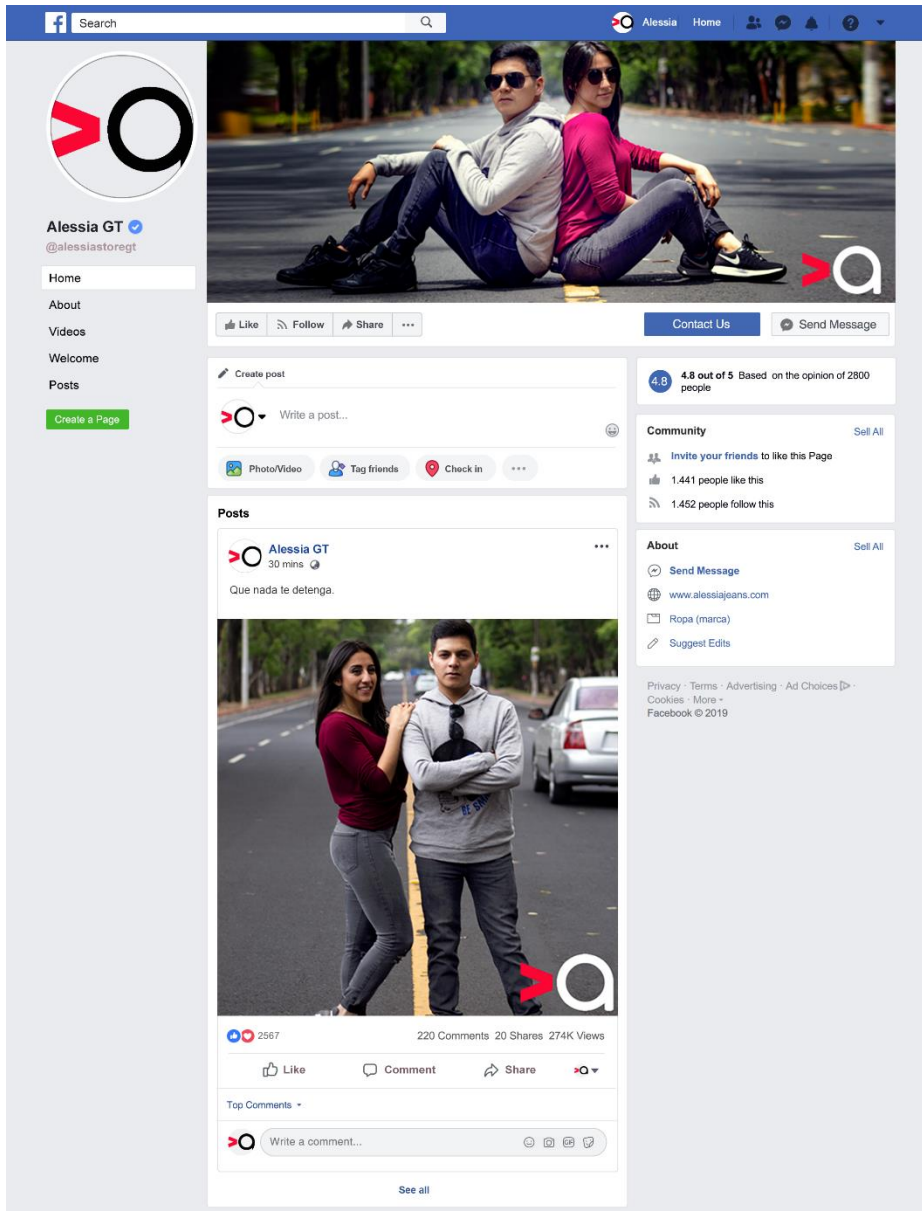 Search
Alessia Home
Alessia GT
@alessiastoregt
Home
About
Videos
Welcome
Posts
Create a Page
Like Follow Share
Contact Us
Send Message
Create post
Write a post...
Photo/Video Tag friends Check in
Posts
Alessia GT
30 mins
Que nada te detenga.
BE
2567
220 Comments 20 Shares 274K Views
Like Comment Share
Top Comments
Write a comment...
GIF
See all
4.8
4.8 out of 5 Based on the opinion of 2800
people
Community Sell All
Invite your friends to like this Page
1.441 people like this
1.452 people follow this
About Sell All
Send Message
www.alessiajeans.com
Ropa (marca)
Suggest Edits
Privacy · Terms · Advertising · Ad Choices ·
Cookies · More
Facebook © 2019